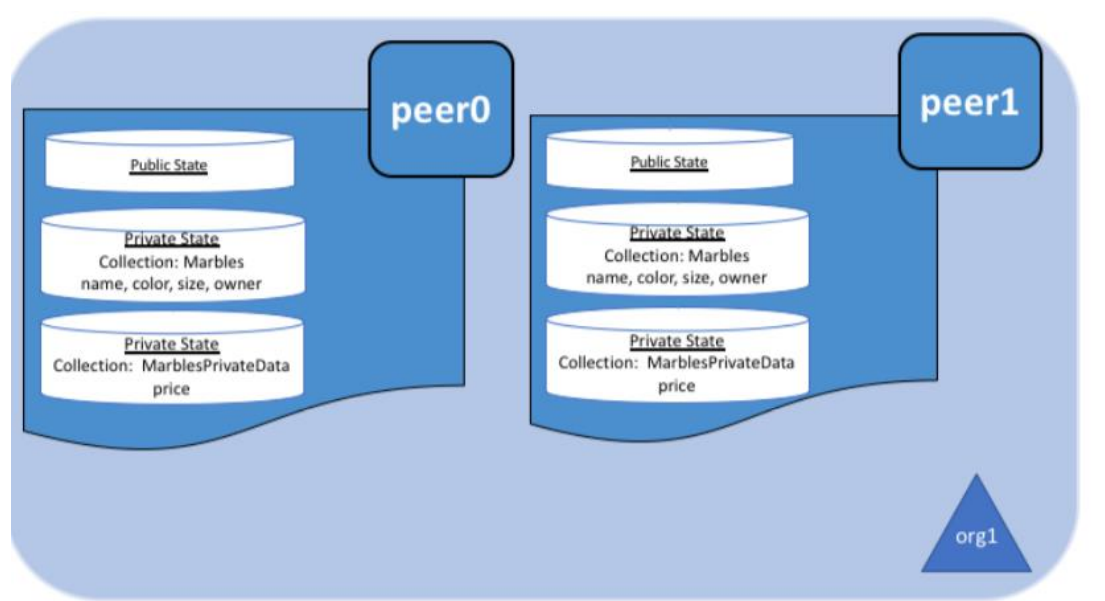 peer0
Public State
Private State
Collection: Marbles
name, color, size, owner
Private State
Collection: MarblesPrivateData
price
peer1
Public State
Private State
Collection: Marbles
name, color, size, owner
Private State
Collection: MarblesPrivateData
price
org1